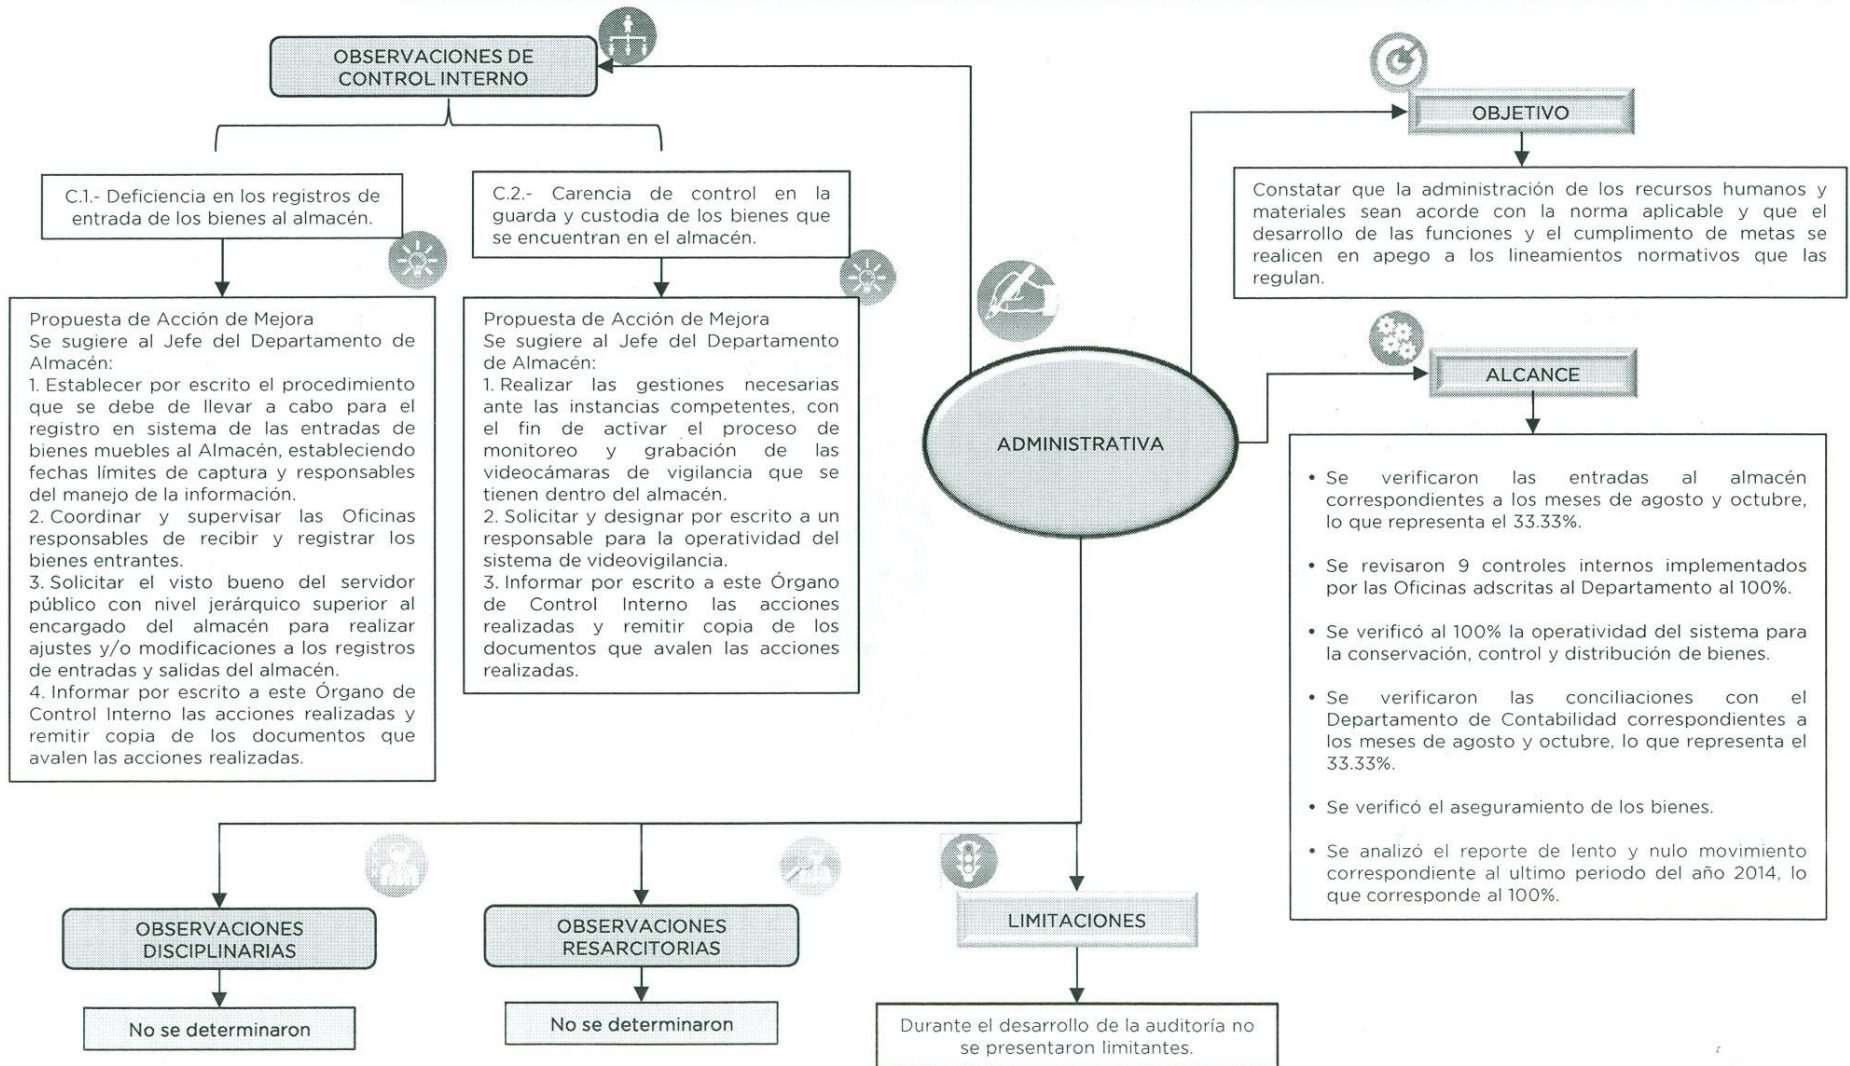 OBSERVACIONES DE
CONTROL INTERNO
C.1.- Deficiencia en los registros de
entrada de los bienes al almacén.
C.2.- Carencia de control en la
guarda y custodia de los bienes que
se encuentran en el almacén.
Propuesta de Acción de Mejora
Se sugiere al Jefe del Departamento de
Almacén:
1. Establecer por escrito el procedimiento
que se debe de llevar a cabo para el
registro en sistema de las entradas de
bienes muebles al Almacén, estableciendo
fechas límites de captura y responsables
del manejo de la información.
2. Coordinar y supervisar las Oficinas
responsables de recibir y registrar los
bienes entrantes.
3. Solicitar el visto bueno del servidor
público con nivel jerárquico superior al
encargado del almacén para realizar
ajustes y/o modificaciones a los registros
de entradas y salidas del almacén.
4. Informar por escrito a este Órgano de
Control Interno las acciones realizadas y
remitir copia de los documentos que
avalen las acciones realizadas.
Propuesta de Acción de Mejora
Se sugiere al Jefe del Departamento
de Almacén:
1. Realizar las gestiones necesarias
ante las instancias competentes, con
el fin de activar el proceso de
monitoreo y grabación de las
videocámaras de vigilancia que se
tienen dentro del almacén.
2. Solicitar y designar por escrito a un
responsable para la operatividad del
sistema de videovigilancia.
3. Informar por escrito a este Órgano
de Control Interno las acciones
realizadas y remitir copia de los
documentos que avalen las acciones
realizadas.
ADMINISTRATIVA
OBJETIVO
Constatar que la administración de los recursos humanos y
materiales sean acorde con la norma aplicable y que el
desarrollo de las funciones y el cumplimento de metas se
realicen en apego a los lineamientos normativos que las
regulan.
ALCANCE
• Se verificaron las entradas al almacén
correspondientes a los meses de agosto y octubre,
lo que representa el 33.33%.
• Se revisaron 9 controles internos implementados
por las Oficinas adscritas al Departamento al 100%.
• Se verificó al 100% la operatividad del sistema para
la conservación, control y distribución de bienes.
• Se verificaron las conciliaciones con el
Departamento de Contabilidad correspondientes a
los meses de agosto y octubre, lo que representa el
33.33%.
• Se verificó el aseguramiento de los bienes.
• Se analizó el reporte de lento y nulo movimiento
correspondiente al ultimo periodo del año 2014, lo
que corresponde al 100%.
OBSERVACIONES
DISCIPLINARIAS
No se determinaron
OBSERVACIONES
RESARCITORIAS
No se determinaron
LIMITACIONES
Durante el desarrollo de la auditoría no
se presentaron limitantes.